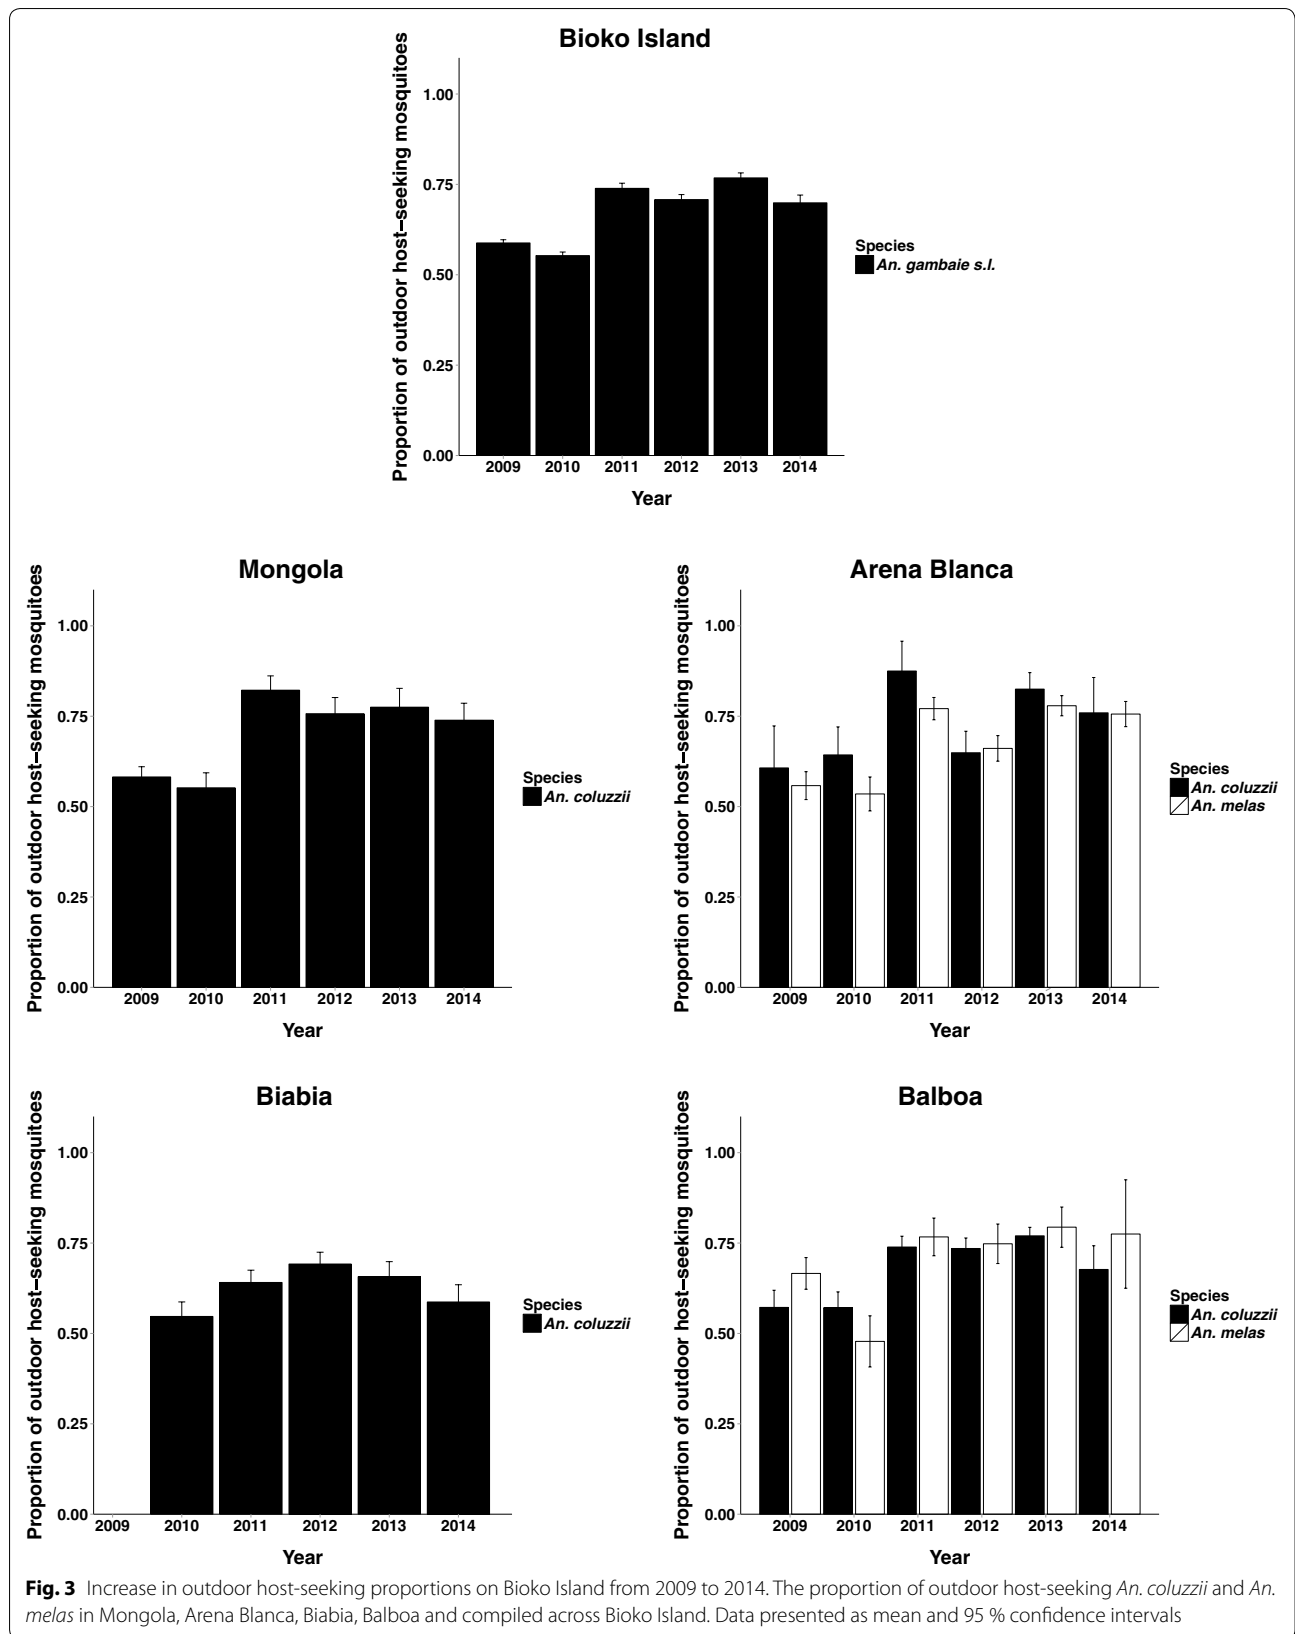 Bioko Island
Proportion of outdoor host−seeking mosquitoes
1.00
0.75
0.50
0.25
0.00
2009 2010 2011 2012 2013 2014
Year
Species
An. gambaie s.l.
Mongola
Proportion of outdoor host−seeking mosquitoes
1.00
0.75
0.50
0.25
0.00
2009 2010 2011 2012 2013 2014
Year
Species
An. coluzzii
Arena Blanca
Proportion of outdoor host−seeking mosquitoes
1.00
0.75
0.50
0.25
0.00
2009 2010 2011 2012 2013 2014
Year
Species
An. coluzzii
An. melas
Biabia
Proportion of outdoor host−seeking mosquitoes
1.00
0.75
0.50
0.25
0.00
2009 2010 2011 2012 2013 2014
Year
Species
An. coluzzii
Balboa
Proportion of outdoor host−seeking mosquitoes
1.00
0.75
0.50
0.25
0.00
2009 2010 2011 2012 2013 2014
Year
Species
An. coluzzii
An. melas
Fig. 3 Increase in outdoor host-seeking proportions on Bioko Island from 2009 to 2014. The proportion of outdoor host-seeking An. coluzzii and An.
melas in Mongola, Arena Blanca, Biabia, Balboa and compiled across Bioko Island. Data presented as mean and 95 % confidence intervals